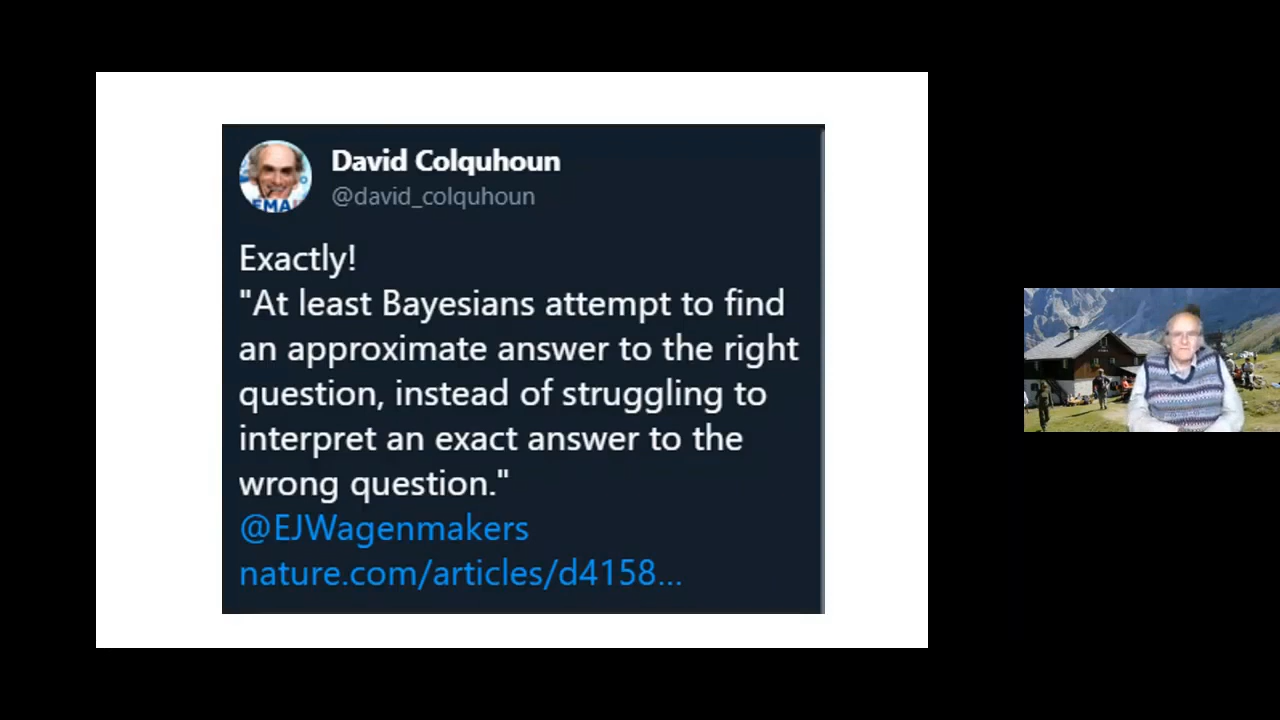 EMA
David Colquhoun
@david_colquhoun
Exactly!
"At least Bayesians attempt to find
an approximate answer to the right
question, instead of struggling to
interpret an exact answer to the
wrong question."
@EJWagenmakers
nature.com/articles/d4158...